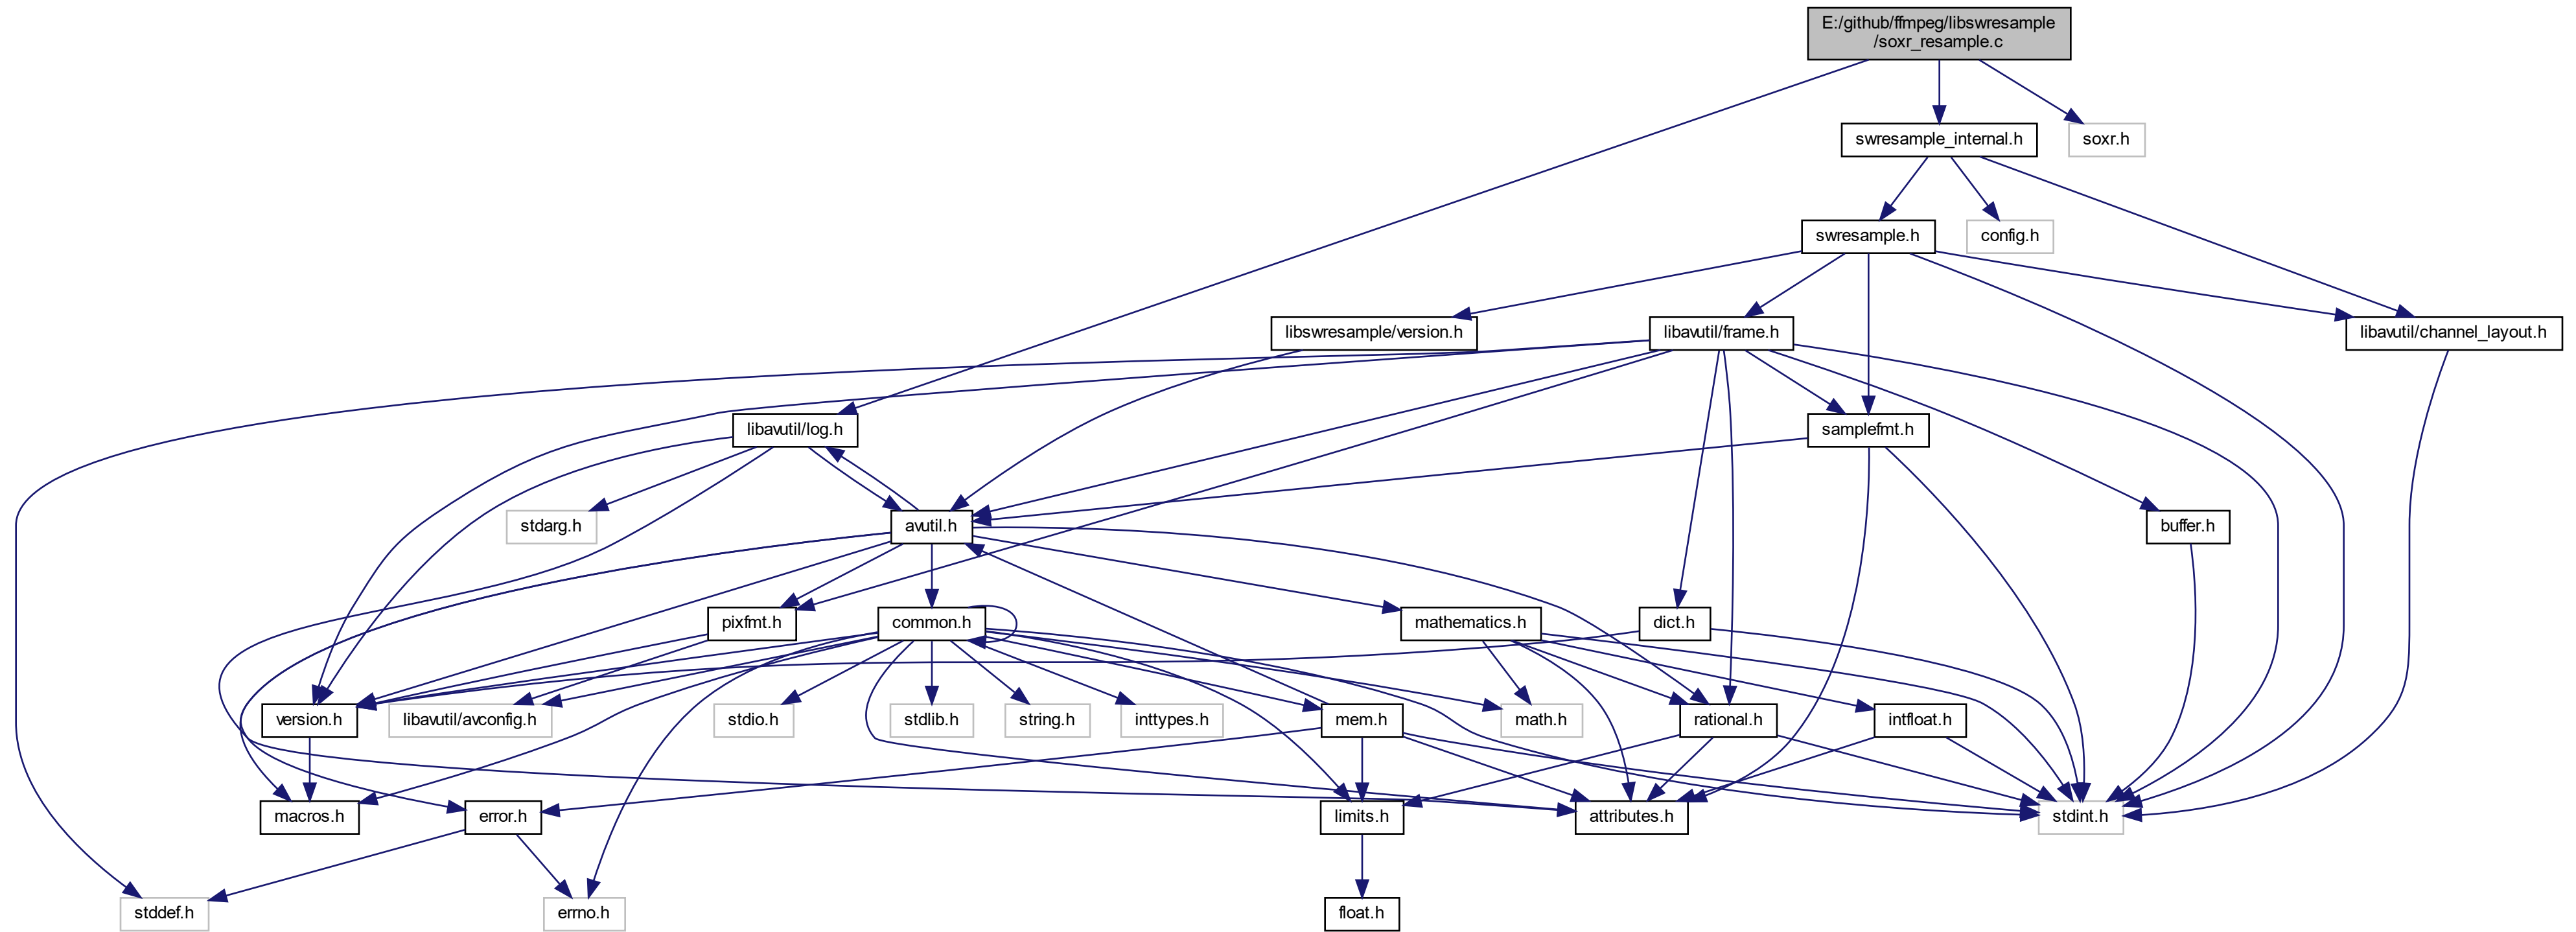 E:/github/ffmpeg/libswresample
/soxr_resample.c
swresample_internal.h
soxr.h
swresample.h
config.h
libswresample/version.h
libavutil/frame.h
libavutil/channel_layout.h
libavutil/log.h
samplefmt.h
stdarg.h
avutil.h
buffer.h
pixfmt.h
common.h
mathematics.h
dict.h
version.h
libavutil/avconfig.h
stdio.h
stdlib.h
string.h
inttypes.h
mem.h
math.h
rational.h
intfloat.h
macros.h
error.h
limits.h
attributes.h
stdint.h
stddef.h
errno.h
float.h